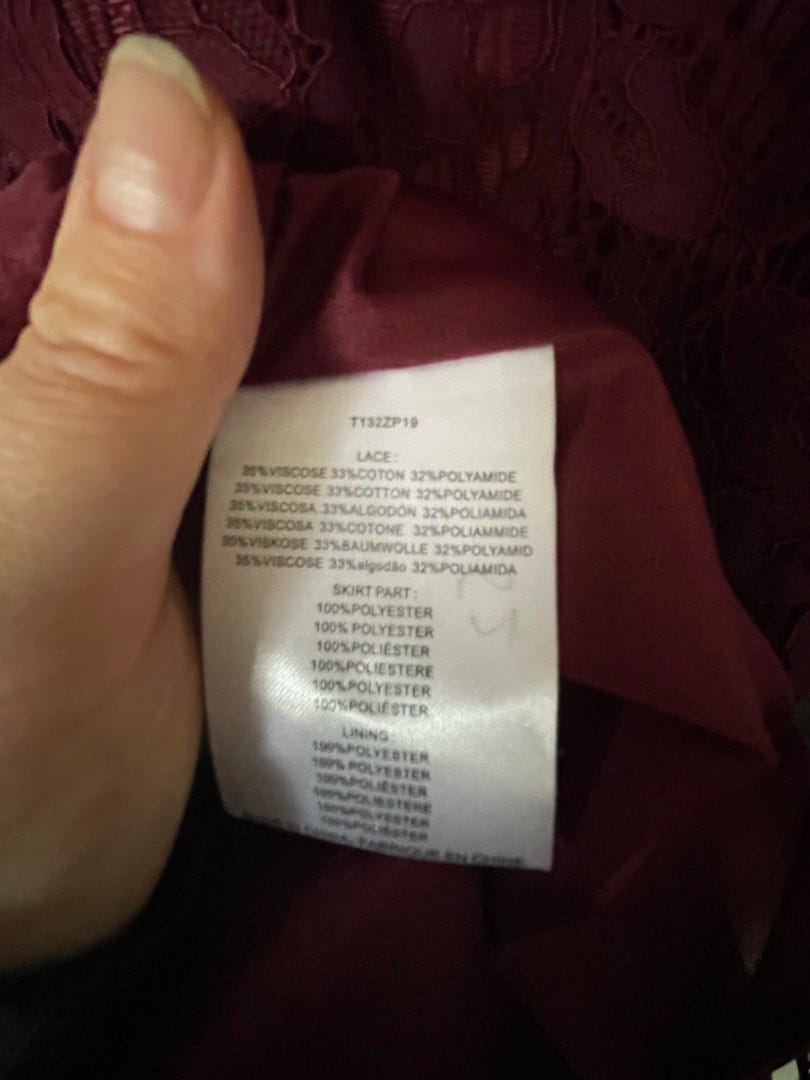 T132ZP19
LACE:
35%VISCOSE 33%COTON 32%POLYAMIDE
35%VISCOSE 33%COTTON 32%POLYAMIDE
35%VISCOSA 33%ALGODÓN 32%POLIAMIDA
35%VISCOSA 33%COTONE 32%POLIAMMIDE
35%VISKOSE 33%BAUMWOLLE 32%POLYAMID
35%VISCOSE 33%algodão 32%POLIAMIDA
SKIRT PART:
100%POLYESTER
100% POLYESTER
100%POLIÉSTER
100%POLIESTERE
100%POLYESTER
100%POLIÉSTER
LINING:
100%POLYESTER
100% POLYESTER
100%POLIÉSTER
100%POLIESTERE
100%POLYESTER
100%POLIÉSTER
FABRIQUE EN CHINE